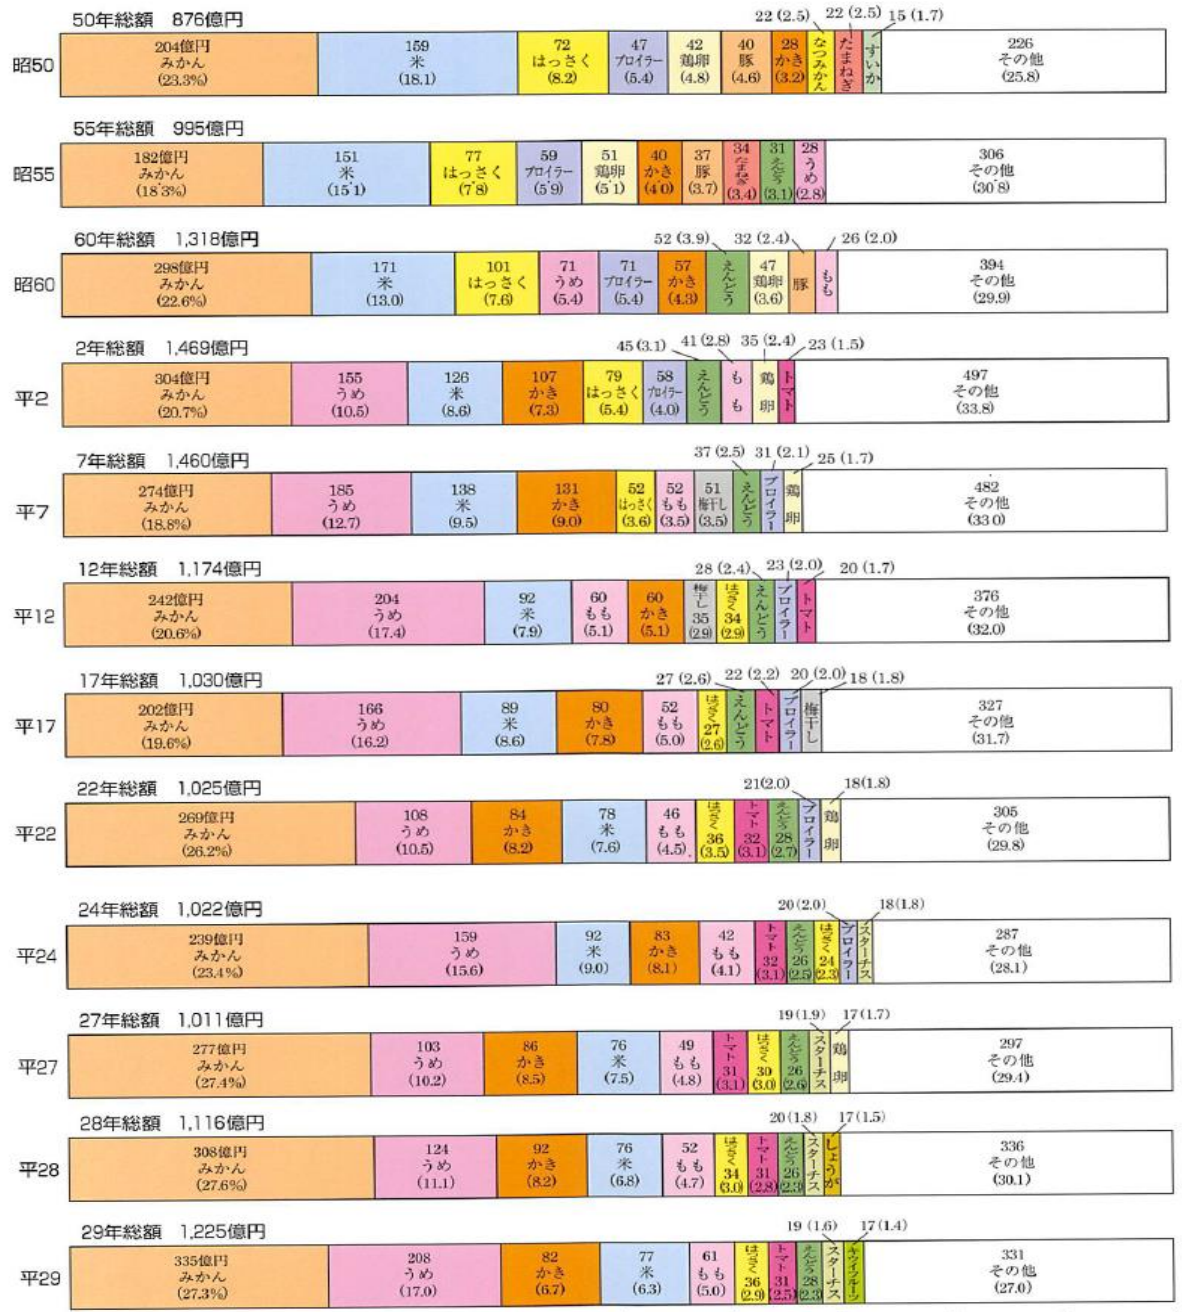 50年総額 876億円
22 (2.5) 22 (2.5) 15 (1.7)
昭50
204億円 みかん (23.3%)
159 米 (18.1)
72 はっさく (8.2)
47 ブロイラー (5.4)
42 鶏卵 (4.8)
40 豚 (4.6)
28 かき (3.2)
なつみかん
たまねぎ
すいか
226 その他 (25.8)
55年総額 995億円
昭55
182億円 みかん (18.3%)
151 米 (15.1)
77 はっさく (7.8)
59 ブロイラー (5.9)
51 鶏卵 (5.1)
40 かき (4.0)
37 豚 (3.7)
34 たまねぎ (3.4)
31 えんどう (3.1)
28 うめ (2.8)
306 その他 (30.8)
60年総額 1,318億円
52 (3.9) 32 (2.4) 26 (2.0)
昭60
298億円 みかん (22.6%)
171 米 (13.0)
101 はっさく (7.6)
71 うめ (5.4)
71 ブロイラー (5.4)
57 かき (4.3)
えんどう
47 鶏卵 (3.6)
豚
もも
394 その他 (29.9)
2年総額 1,469億円
45 (3.1) 41 (2.8) 35 (2.4) 23 (1.5)
平2
304億円 みかん (20.7%)
155 うめ (10.5)
126 米 (8.6)
107 かき (7.3)
79 はっさく (5.4)
58 ブロイラー (4.0)
えんどう
もも
鶏卵
トマト
497 その他 (33.8)
7年総額 1,460億円
37 (2.5) 31 (2.1) 25 (1.7)
平7
274億円 みかん (18.8%)
185 うめ (12.7)
138 米 (9.5)
131 かき (9.0)
52 はっさく (3.6)
52 もも (3.5)
51 梅干し (3.5)
えんどう
ブロイラー
鶏卵
482 その他 (33.0)
12年総額 1,174億円
28 (2.4) 23 (2.0) 20 (1.7)
平12
242億円 みかん (20.6%)
204 うめ (17.4)
92 米 (7.9)
60 もも (5.1)
60 かき (5.1)
梅干し 35 (2.9)
はっさく 34 (2.9)
えんどう
ブロイラー
トマト
376 その他 (32.0)
17年総額 1,030億円
27 (2.6) 22 (2.2) 20 (2.0) 18 (1.8)
平17
202億円 みかん (19.6%)
166 うめ (16.2)
89 米 (8.6)
80 かき (7.8)
52 もも (5.0)
はっさく 27 (2.6)
えんどう
トマト
ブロイラー
梅干し
327 その他 (31.7)
22年総額 1,025億円
21(2.0) 18(1.8)
平22
269億円 みかん (26.2%)
108 うめ (10.5)
84 かき (8.2)
78 米 (7.6)
46 もも (4.5)
はっさく 36 (3.5)
トマト 32 (3.1)
えんどう 28 (2.7)
ブロイラー
鶏卵
305 その他 (29.8)
24年総額 1,022億円
20(2.0) 18(1.8)
平24
239億円 みかん (23.4%)
159 うめ (15.6)
92 米 (9.0)
83 かき (8.1)
42 もも (4.1)
トマト 32 (3.1)
えんどう 26 (2.5)
はっさく 24 (2.3)
ブロイラー
スターチス
287 その他 (28.1)
27年総額 1,011億円
19(1.9) 17(1.7)
平27
277億円 みかん (27.4%)
103 うめ (10.2)
86 かき (8.5)
76 米 (7.5)
49 もも (4.8)
トマト 31 (3.1)
はっさく 30 (3.0)
えんどう 26 (2.6)
スターチス
鶏卵
297 その他 (29.4)
28年総額 1,116億円
20(1.8) 17(1.5)
平28
308億円 みかん (27.6%)
124 うめ (11.1)
92 かき (8.2)
76 米 (6.8)
52 もも (4.7)
はっさく 34 (3.0)
トマト 31 (2.8)
えんどう 26 (2.3)
スターチス
しょうが
336 その他 (30.1)
29年総額 1,225億円
19 (1.6) 17 (1.4)
平29
335億円 みかん (27.3%)
208 うめ (17.0)
82 かき (6.7)
77 米 (6.3)
61 もも (5.0)
はっさく 36 (2.9)
トマト 31 (2.5)
えんどう 28 (2.3)
スターチス
キウイフルーツ
331 その他 (27.0)